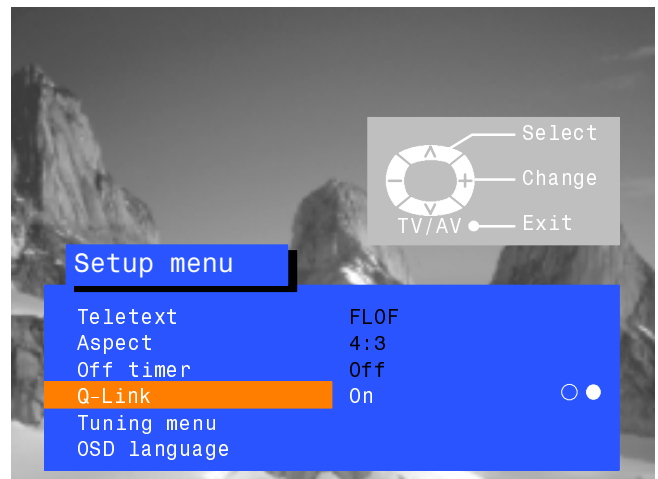 Select
Change
TV/AV
Exit
Setup menu
Teletext FLOF
Aspect 4:3
Off timer Off
Q-Link On
Tuning menu
OSD language